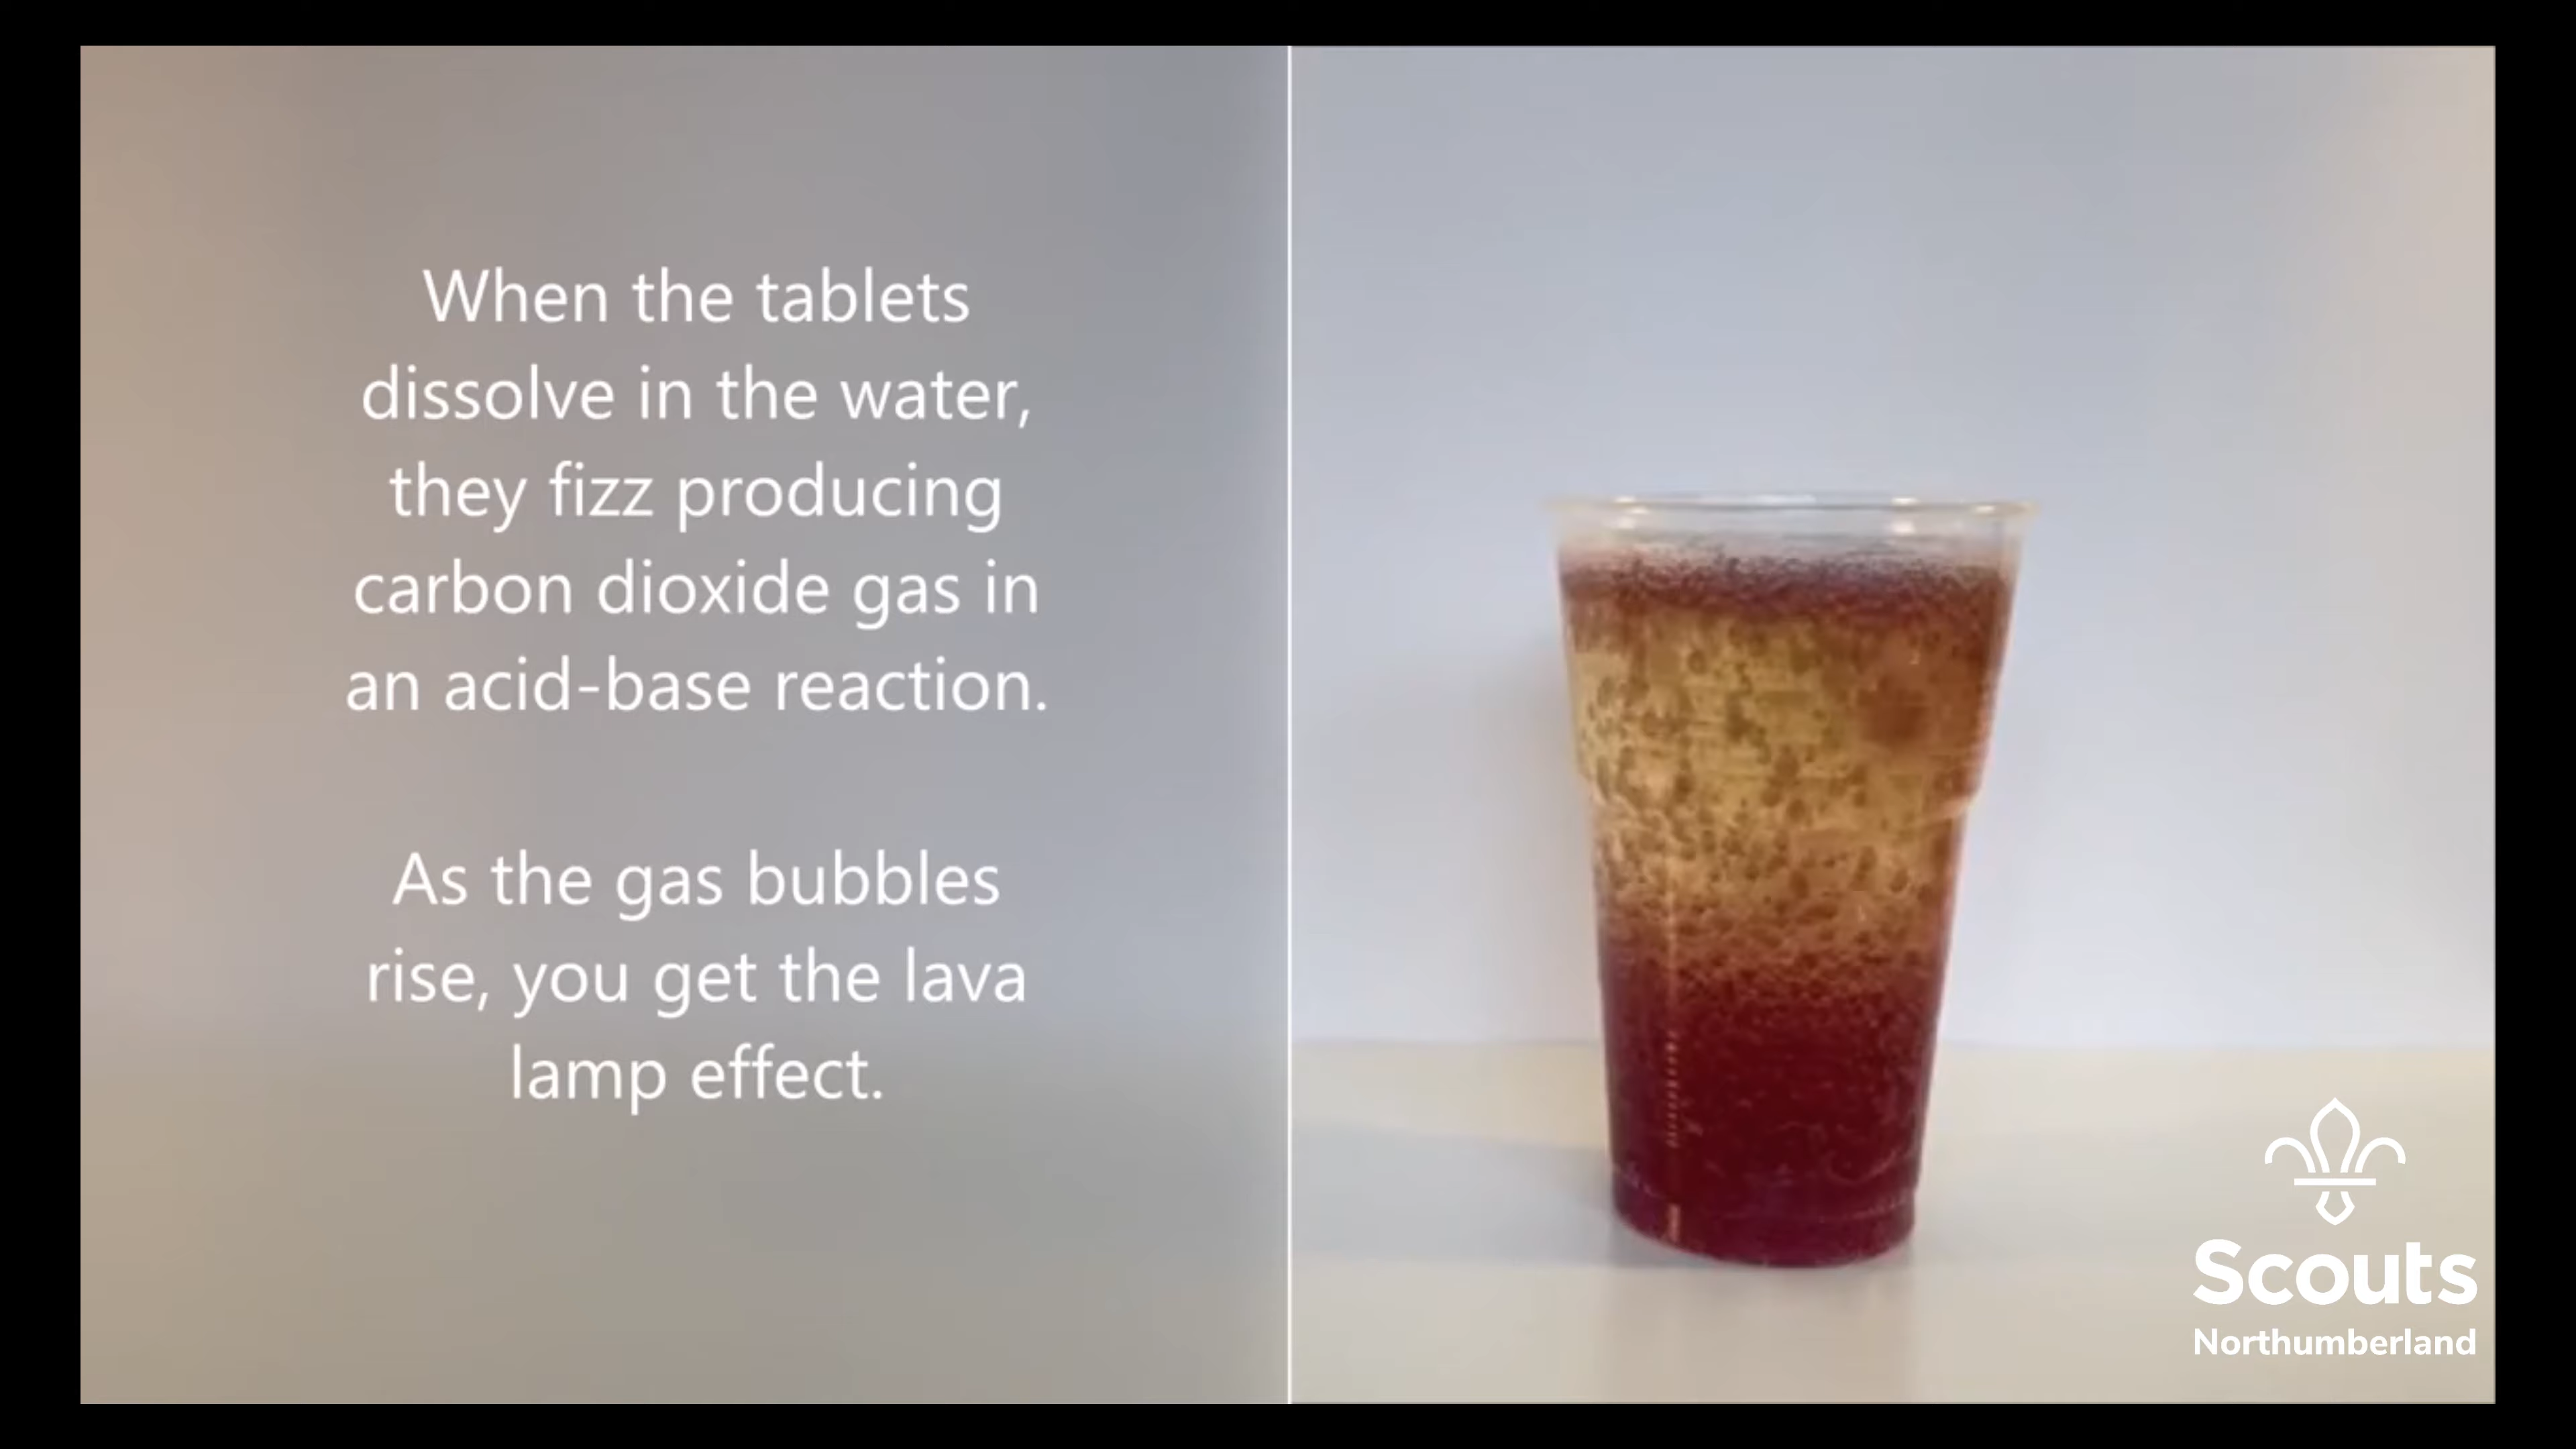 When the tablets
dissolve in the water,
they fizz producing
carbon dioxide gas in
an acid-base reaction.
As the gas bubbles
rise, you get the lava
lamp effect.
Scouts
Northumberland